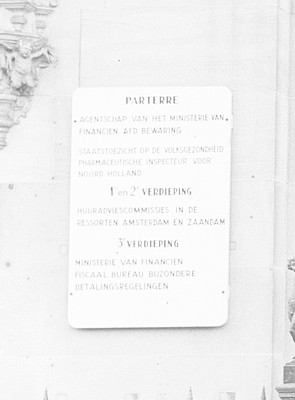 PARTERRE
AGENTSCHAP VAN HET MINISTERIE VAN
FINANCIEN AFD BEWARING
STAATSTOEZICHT OP DE VOLKSGEZONDHEID
PHARMACEUTISCHE INSPECTEUR VOOR
NOORD HOLLAND
1e en 2e VERDIEPING
HUURADVIESCOMMISSIES IN DE
RESSORTEN AMSTERDAM EN ZAANDAM
3e VERDIEPING
MINISTERIE VAN FINANCIEN
FISCAAL BUREAU BIJZONDERE
BETALINGSREGELINGEN